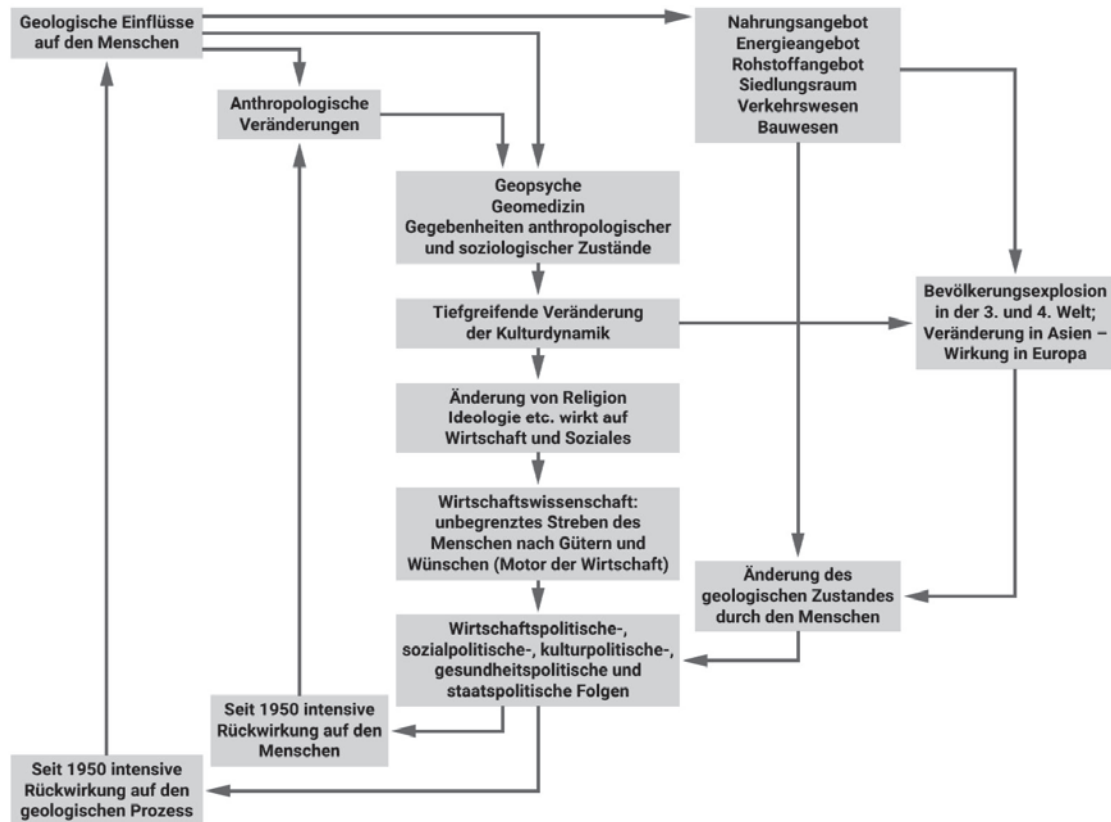 Geologische Einflüsse
auf den Menschen
Nahrungsangebot
Energieangebot
Rohstoffangebot
Siedlungsraum
Verkehrswesen
Bauwesen
Anthropologische
Veränderungen
Geopsyche
Geomedizin
Gegebenheiten anthropologischer
und soziologischer Zustände
Tiefgreifende Veränderung
der Kulturdynamik
Bevölkerungsexplosion
in der 3. und 4. Welt;
Veränderung in Asien –
Wirkung in Europa
Änderung von Religion
Ideologie etc. wirkt auf
Wirtschaft und Soziales
Wirtschaftswissenschaft:
unbegrenztes Streben des
Menschen nach Gütern und
Wünschen (Motor der Wirtschaft)
Änderung des
geologischen Zustandes
durch den Menschen
Wirtschaftspolitische-,
sozialpolitische-, kulturpolitische-,
gesundheitspolitische und
staatspolitische Folgen
Seit 1950 intensive
Rückwirkung auf den
Menschen
Seit 1950 intensive
Rückwirkung auf den
geologischen Prozess